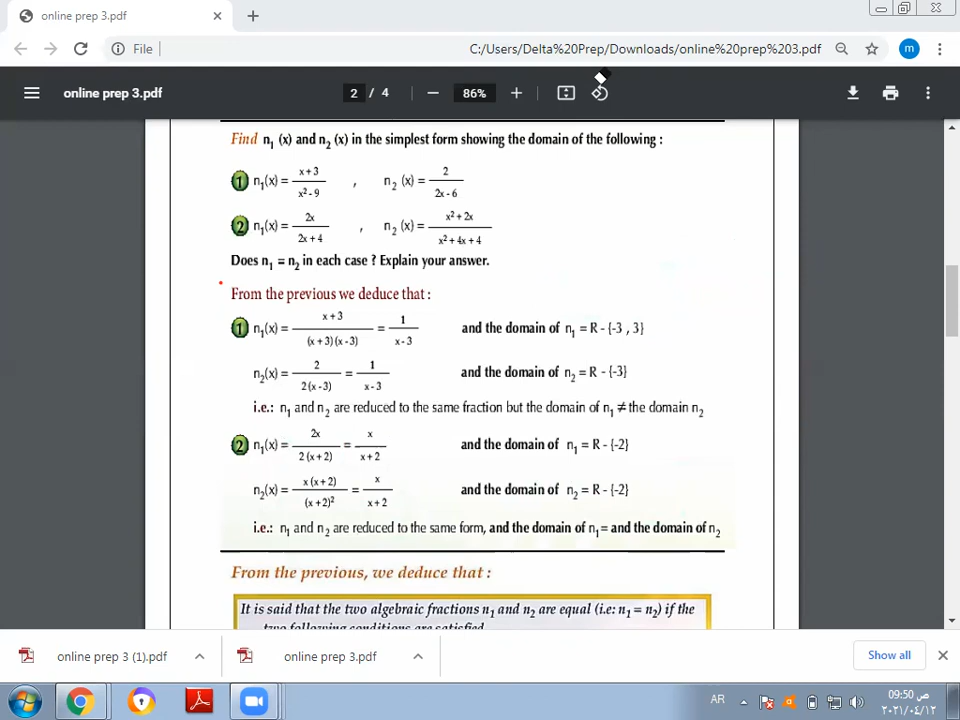 online prep 3.pdf
File
C:/Users/Delta%20Prep/Downloads/online%20prep%203.pdf
m
online prep 3.pdf
2 / 4
86%
Find n₁ (x) and n₂ (x) in the simplest form showing the domain of the following :
1 n₁(x) = (x + 3)/(x² - 9) , n₂ (x) = 2/(2x - 6)
2 n₁(x) = 2x/(2x + 4) , n₂ (x) = (x² + 2x)/(x² + 4x + 4)
Does n₁ = n₂ in each case ? Explain your answer.
From the previous we deduce that :
1 n₁(x) = (x + 3)/((x + 3)(x - 3)) = 1/(x - 3) and the domain of n₁ = R - {-3 , 3}
n₂(x) = 2/(2 (x - 3)) = 1/(x - 3) and the domain of n₂ = R - {-3}
i.e.: n₁ and n₂ are reduced to the same fraction but the domain of n₁ ≠ the domain n₂
2 n₁(x) = 2x/(2 (x + 2)) = x/(x + 2) and the domain of n₁ = R - {-2}
n₂(x) = x (x + 2)/(x + 2)² = x/(x + 2) and the domain of n₂ = R - {-2}
i.e.: n₁ and n₂ are reduced to the same form, and the domain of n₁ = and the domain of n₂
From the previous, we deduce that :
It is said that the two algebraic fractions n₁ and n₂ are equal (i.e: n₁ = n₂) if the
two following conditions are satisfied
online prep 3 (1).pdf
online prep 3.pdf
Show all
AR
09:50 ص
٢٠٢١/٠٤/١٢